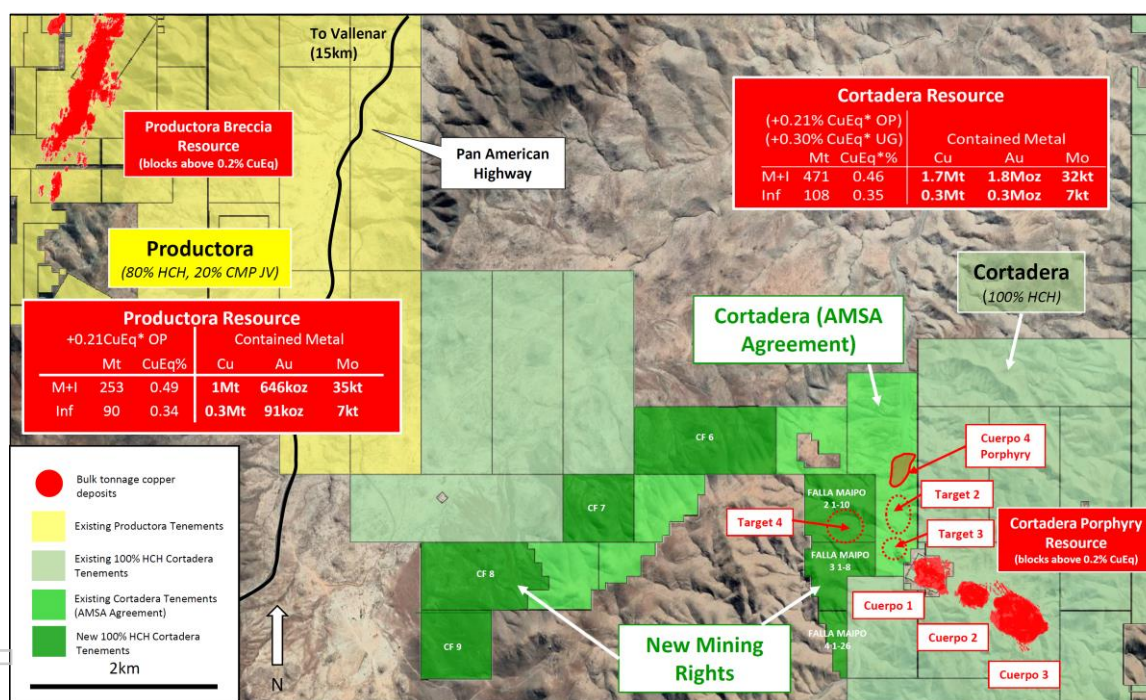 To Vallenar
(15km)
Productora Breccia
Resource
(blocks above 0.2% CuEq)
Pan American
Highway
Cortadera Resource
(+0.21% CuEq* OP)
(+0.30% CuEq* UG) Contained Metal
Mt CuEq*% Cu Au Mo
M+I 471 0.46 1.7Mt 1.8Moz 32kt
Inf 108 0.35 0.3Mt 0.3Moz 7kt
Productora
(80% HCH, 20% CMP JV)
Cortadera
(100% HCH)
Productora Resource
+0.21CuEq* OP Contained Metal
Mt CuEq% Cu Au Mo
M+I 253 0.49 1Mt 646koz 35kt
Inf 90 0.34 0.3Mt 91koz 7kt
Cortadera (AMSA
Agreement)
CF 6
Cuerpo 4
Porphyry
FALLA MAIPO
2 1-10
CF 7
Target 2
Target 4
Target 3
Cortadera Porphyry
Resource
(blocks above 0.2% CuEq)
FALLA MAIPO
3 1-8
CF 8
Cuerpo 1
New Mining
Rights
FALLA MAIPO
4-1-26
CF 9
Cuerpo 2
Cuerpo 3
Bulk tonnage copper
deposits
Existing Productora Tenements
Existing 100% HCH Cortadera
Tenements
Existing Cortadera Tenements
(AMSA Agreement)
New 100% HCH Cortadera
Tenements
2km
N